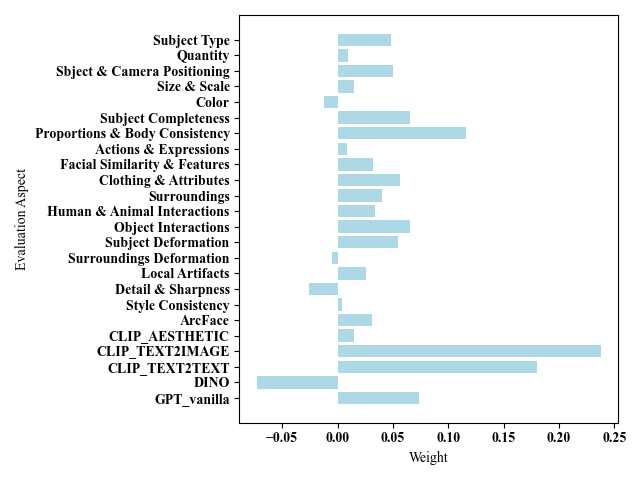 Subject Type
Quantity
Sbject & Camera Positioning
Size & Scale
Color
Subject Completeness
Proportions & Body Consistency
Actions & Expressions
Facial Similarity & Features
Clothing & Attributes
Surroundings
Human & Animal Interactions
Object Interactions
Subject Deformation
Surroundings Deformation
Local Artifacts
Detail & Sharpness
Style Consistency
ArcFace
CLIP_AESTHETIC
CLIP_TEXT2IMAGE
CLIP_TEXT2TEXT
DINO
GPT_vanilla
Evaluation Aspect
−0.05 0.00 0.05 0.10 0.15 0.20 0.25
Weight